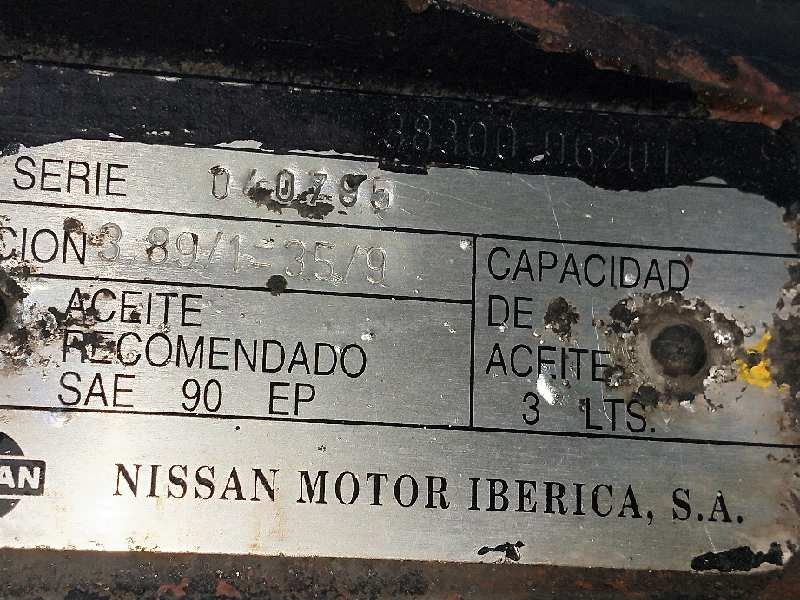 38300-06201
SERIE 040795
CION 3.89/1-35/9
ACEITE
RECOMENDADO
SAE 90 EP
CAPACIDAD
DE
ACEITE
3 LTS.
AN
NISSAN MOTOR IBERICA, S.A.